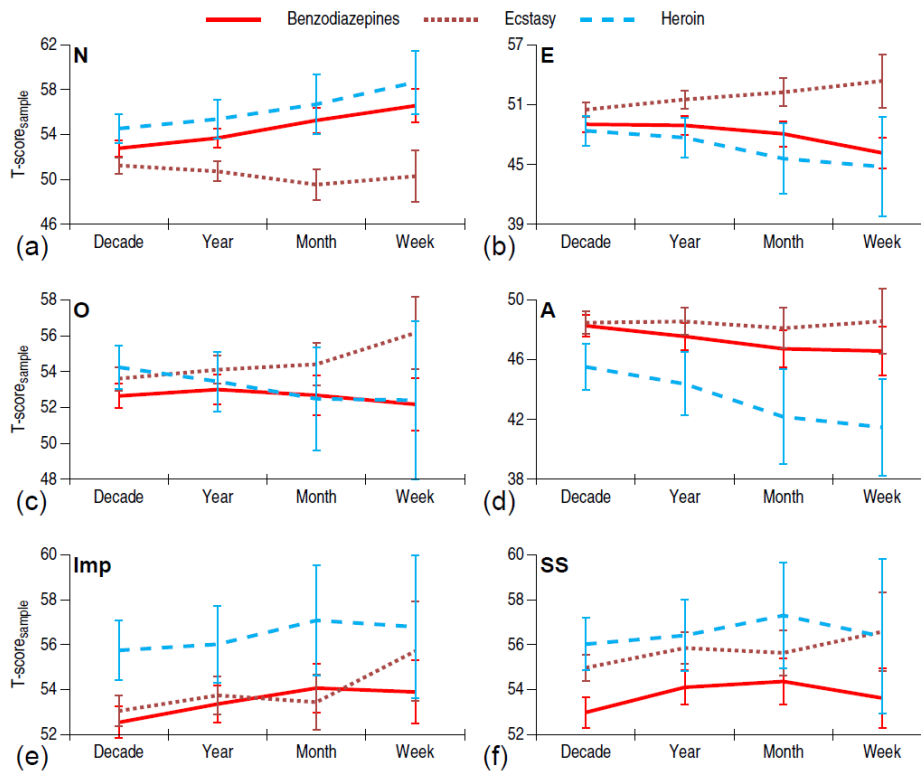 Benzodiazepines Ecstasy Heroin
N
T-score_sample
62
58
54
50
46
(a)
Decade Year Month Week
E
57
51
45
39
(b)
Decade Year Month Week
O
T-score_sample
58
56
54
52
50
48
(c)
Decade Year Month Week
A
50
46
42
38
(d)
Decade Year Month Week
Imp
T-score_sample
60
58
56
54
52
(e)
Decade Year Month Week
SS
60
58
56
54
52
(f)
Decade Year Month Week